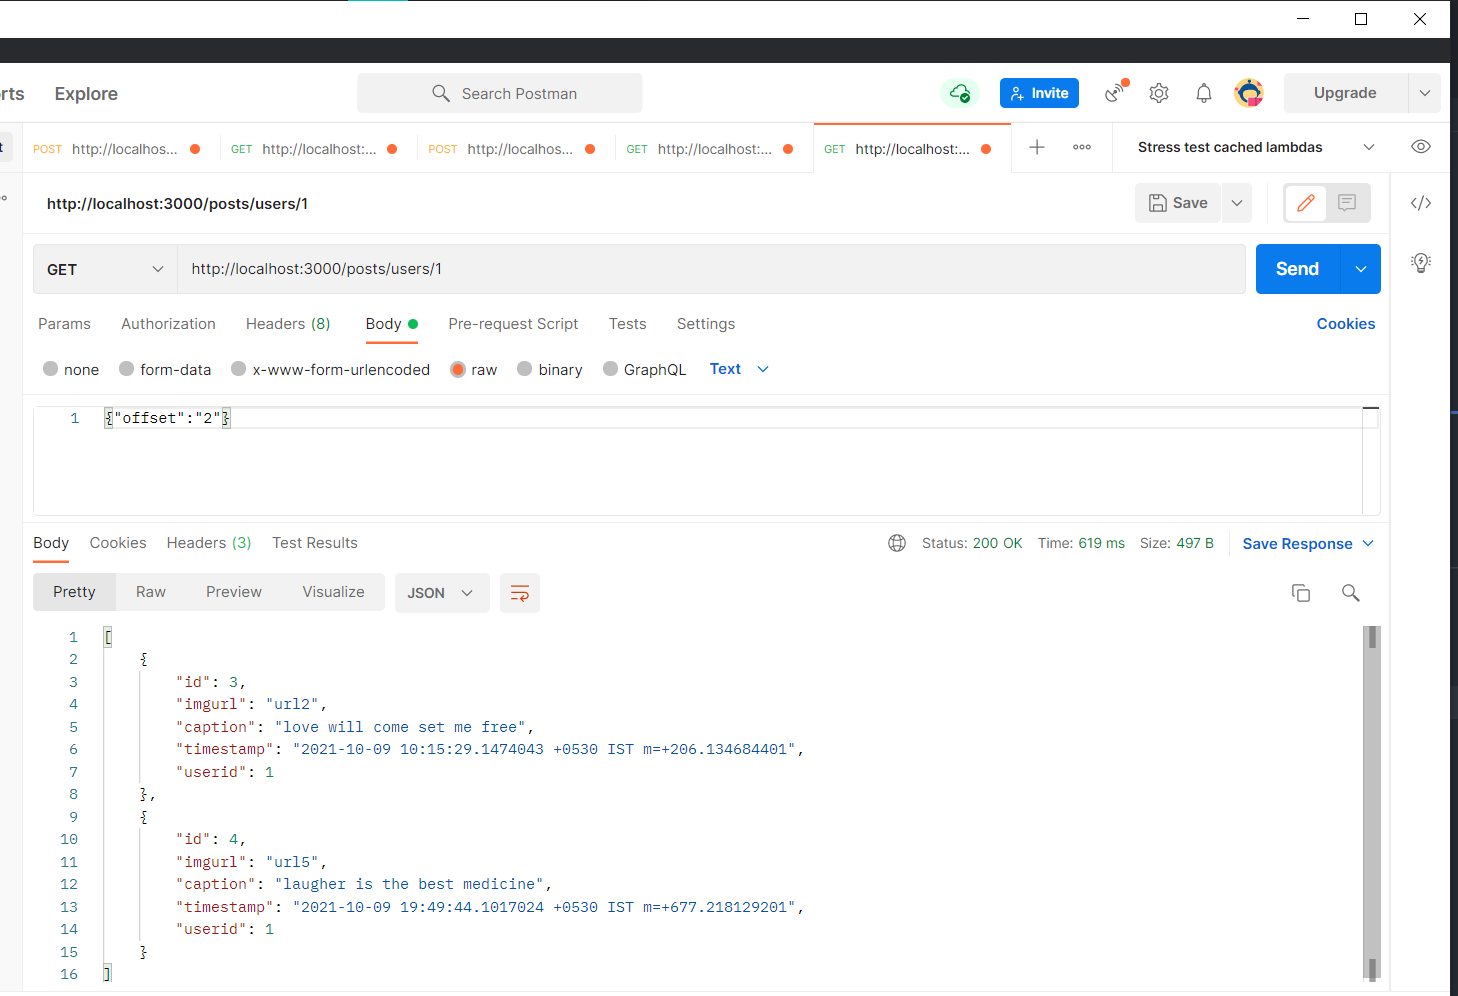 rts Explore Search Postman Invite Upgrade
t POST http://localhos... GET http://localhost:... POST http://localhos... GET http://localhost:... GET http://localhost:... Stress test cached lambdas
http://localhost:3000/posts/users/1 Save
GET http://localhost:3000/posts/users/1 Send
Params Authorization Headers (8) Body Pre-request Script Tests Settings Cookies
none form-data x-www-form-urlencoded raw binary GraphQL Text
1 {"offset":"2"}
Body Cookies Headers (3) Test Results Status: 200 OK Time: 619 ms Size: 497 B Save Response
Pretty Raw Preview Visualize JSON
1 [
2 {
3 "id": 3,
4 "imgurl": "url2",
5 "caption": "love will come set me free",
6 "timestamp": "2021-10-09 10:15:29.1474043 +0530 IST m=+206.134684401",
7 "userid": 1
8 },
9 {
10 "id": 4,
11 "imgurl": "url5",
12 "caption": "laugher is the best medicine",
13 "timestamp": "2021-10-09 19:49:44.1017024 +0530 IST m=+677.218129201",
14 "userid": 1
15 }
16 ]